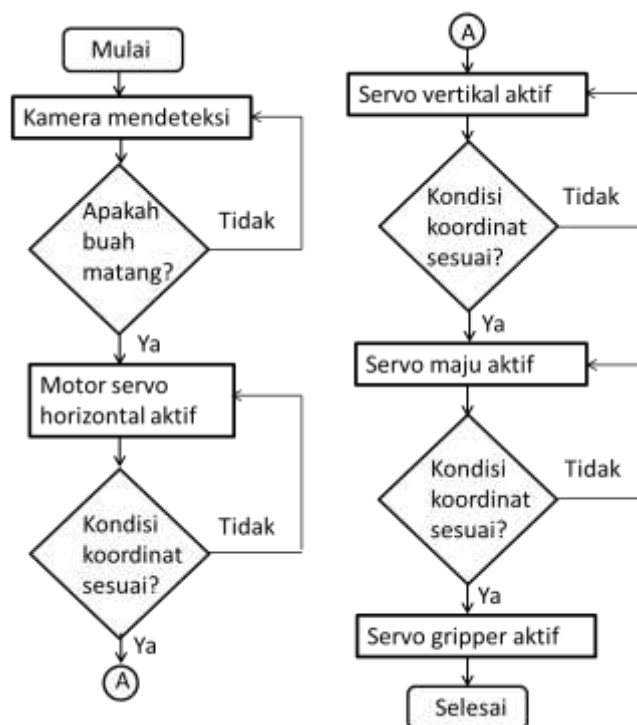 Mulai
Kamera mendeteksi
Apakah
buah
matang?
Tidak
Ya
Motor servo
horizontal aktif
Kondisi
koordinat
sesuai?
Tidak
Ya
A
A
Servo vertikal aktif
Kondisi
koordinat
sesuai?
Tidak
Ya
Servo maju aktif
Kondisi
koordinat
sesuai?
Tidak
Ya
Servo gripper aktif
Selesai